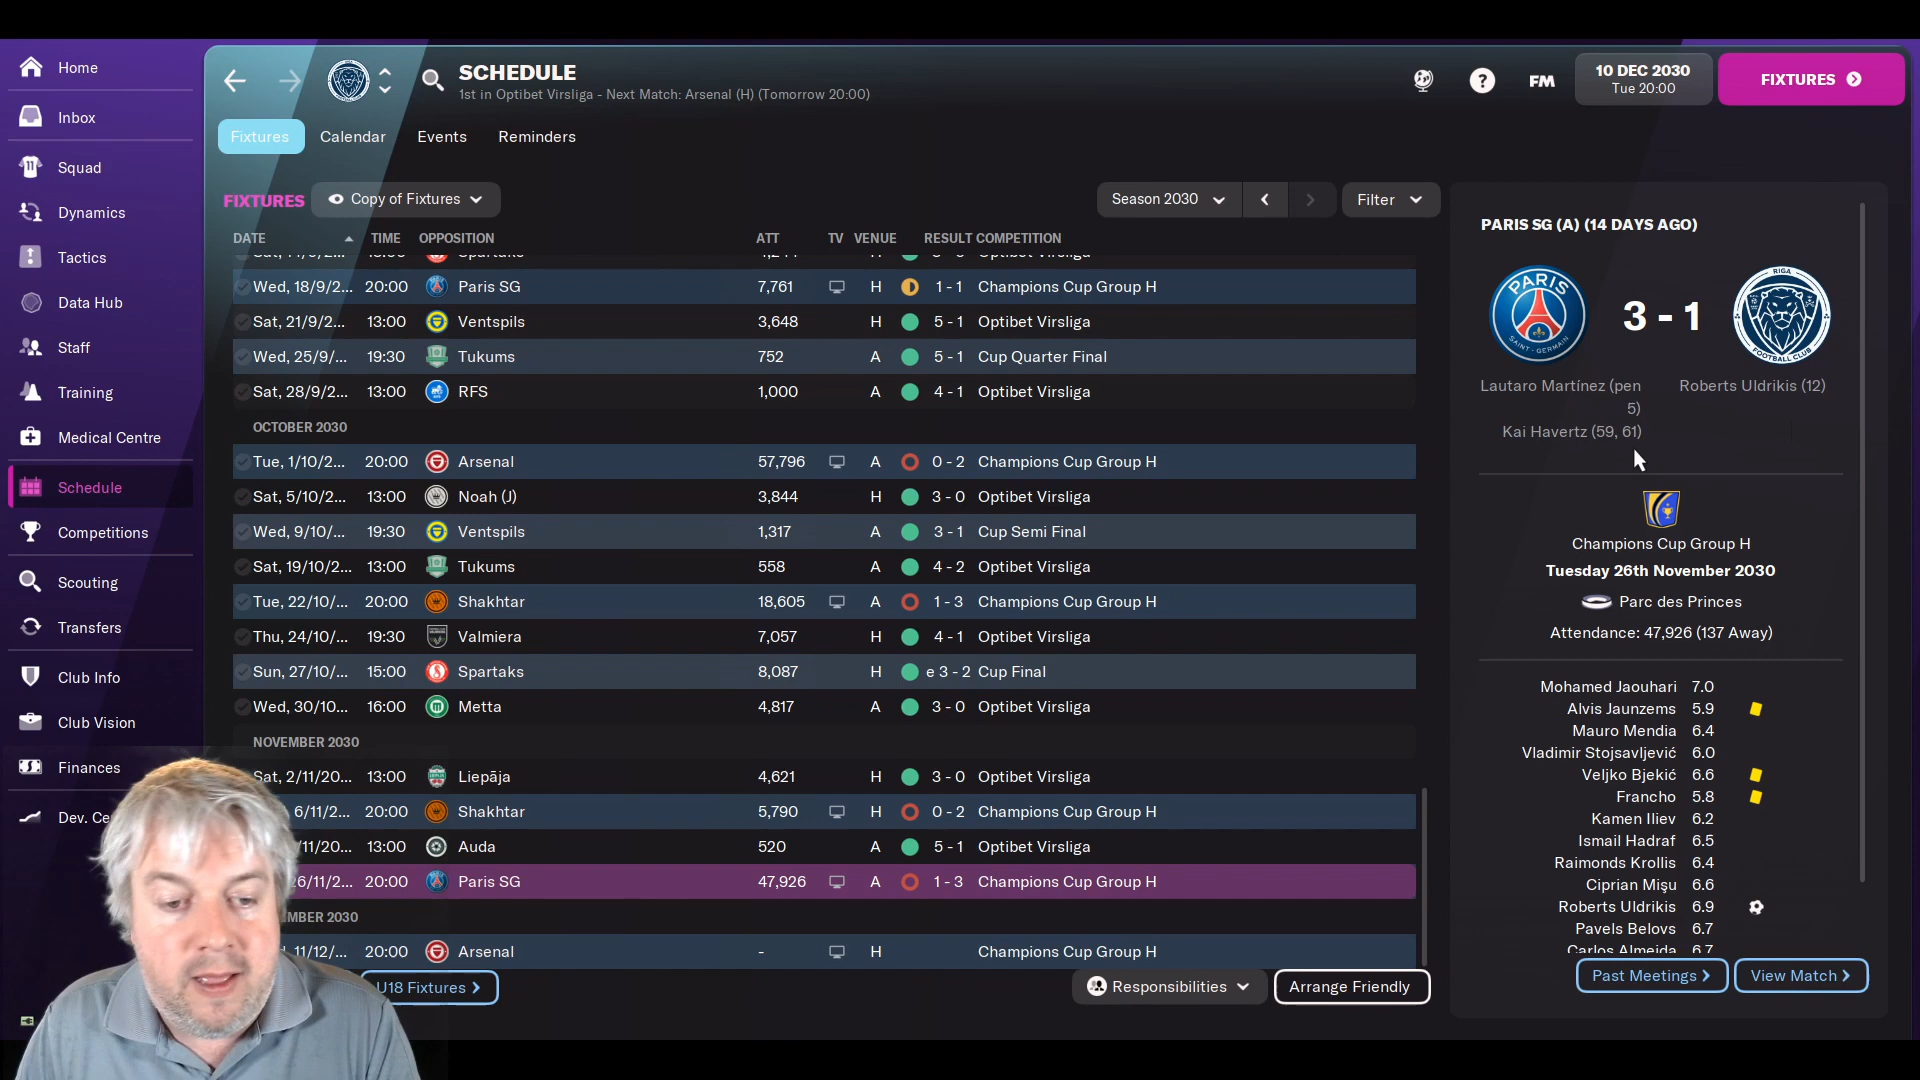 Home
Inbox
Squad
Dynamics
Tactics
Data Hub
Staff
Training
Medical Centre
Schedule
Competitions
Scouting
Transfers
Club Info
Club Vision
Finances
Dev. Ce
SCHEDULE
1st in Optibet Virsliga - Next Match: Arsenal (H) (Tomorrow 20:00)
FM
10 DEC 2030
Tue 20:00
FIXTURES
Fixtures Calendar Events Reminders
FIXTURES Copy of Fixtures Season 2030 Filter
DATE TIME OPPOSITION ATT TV VENUE RESULT COMPETITION
Wed, 18/9/2... 20:00 Paris SG 7,761 H 1 - 1 Champions Cup Group H
Sat, 21/9/2... 13:00 Ventspils 3,648 H 5 - 1 Optibet Virsliga
Wed, 25/9/... 19:30 Tukums 752 A 5 - 1 Cup Quarter Final
Sat, 28/9/2... 13:00 RFS 1,000 A 4 - 1 Optibet Virsliga
OCTOBER 2030
Tue, 1/10/2... 20:00 Arsenal 57,796 A 0 - 2 Champions Cup Group H
Sat, 5/10/2... 13:00 Noah (J) 3,844 H 3 - 0 Optibet Virsliga
Wed, 9/10/... 19:30 Ventspils 1,317 A 3 - 1 Cup Semi Final
Sat, 19/10/2... 13:00 Tukums 558 A 4 - 2 Optibet Virsliga
Tue, 22/10/... 20:00 Shakhtar 18,605 A 1 - 3 Champions Cup Group H
Thu, 24/10/... 19:30 Valmiera 7,057 H 4 - 1 Optibet Virsliga
Sun, 27/10/... 15:00 Spartaks 8,087 H e 3 - 2 Cup Final
Wed, 30/10... 16:00 Metta 4,817 A 3 - 0 Optibet Virsliga
NOVEMBER 2030
Sat, 2/11/20... 13:00 Liepāja 4,621 H 3 - 0 Optibet Virsliga
6/11/2... 20:00 Shakhtar 5,790 H 0 - 2 Champions Cup Group H
/11/20... 13:00 Auda 520 A 5 - 1 Optibet Virsliga
26/11/2... 20:00 Paris SG 47,926 A 1 - 3 Champions Cup Group H
MBER 2030
11/12/... 20:00 Arsenal - H Champions Cup Group H
U18 Fixtures
Responsibilities
Arrange Friendly
PARIS SG (A) (14 DAYS AGO)
PARIS
SAINT-GERMAIN
3 - 1
RIGA
FOOTBALL CLUB
Lautaro Martínez (pen
5)
Kai Havertz (59, 61)
Roberts Uldrikis (12)
Champions Cup Group H
Tuesday 26th November 2030
Parc des Princes
Attendance: 47,926 (137 Away)
Mohamed Jaouhari 7.0
Alvis Jaunzems 5.9
Mauro Mendia 6.4
Vladimir Stojsavljević 6.0
Veljko Bjekić 6.6
Francho 5.8
Kamen Iliev 6.2
Ismail Hadraf 6.5
Raimonds Krollis 6.4
Ciprian Mişu 6.6
Roberts Uldrikis 6.9
Pavels Belovs 6.7
Carlos Almeida 6.7
Past Meetings
View Match